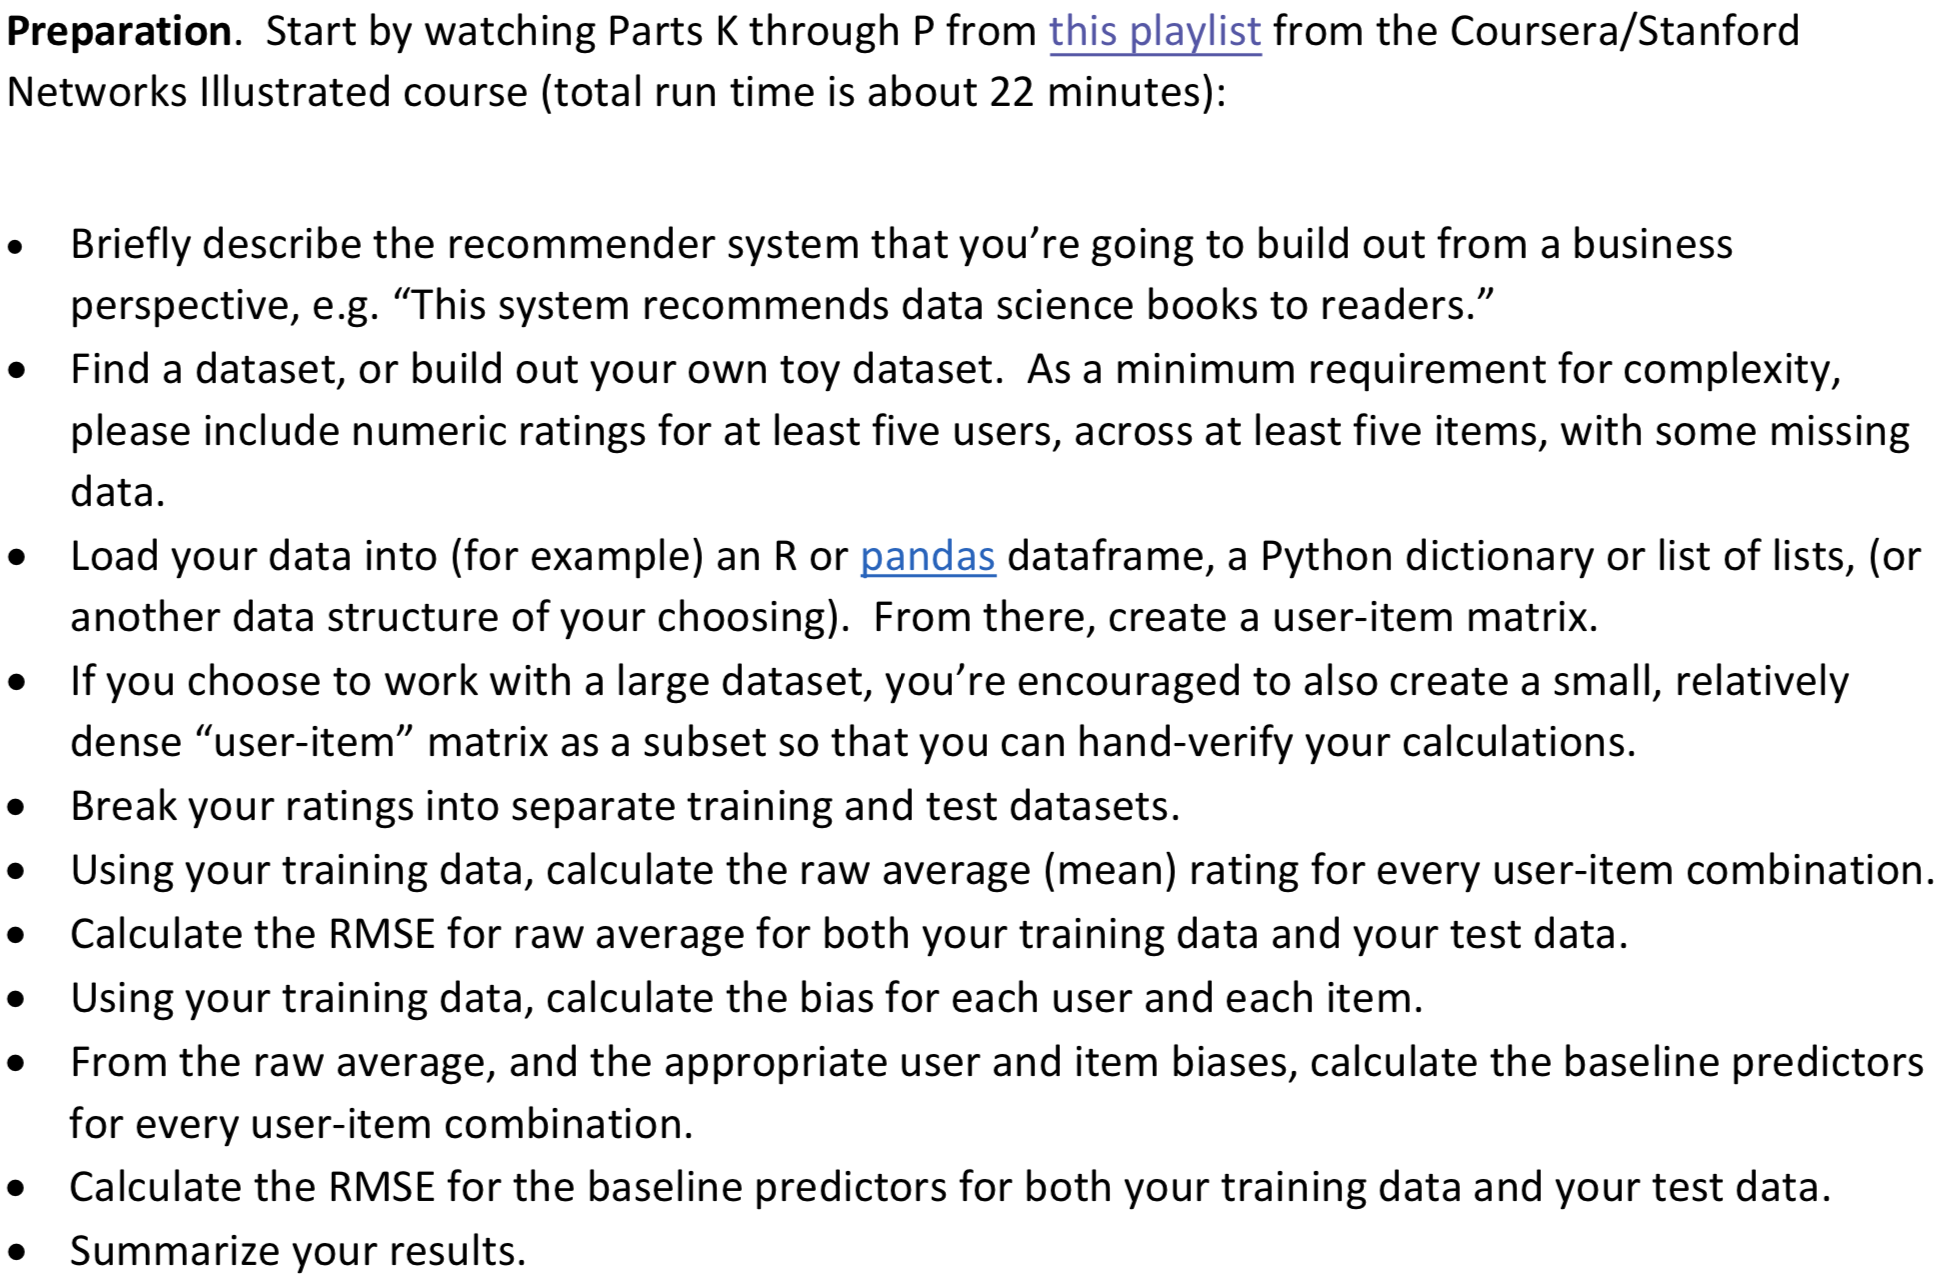 Preparation.  Start by watching Parts K through P from this playlist from the Coursera/Stanford
Networks Illustrated course (total run time is about 22 minutes):
• Briefly describe the recommender system that you’re going to build out from a business
perspective, e.g. “This system recommends data science books to readers.”
• Find a dataset, or build out your own toy dataset.  As a minimum requirement for complexity,
please include numeric ratings for at least five users, across at least five items, with some missing
data.
• Load your data into (for example) an R or pandas dataframe, a Python dictionary or list of lists, (or
another data structure of your choosing).  From there, create a user-item matrix.
• If you choose to work with a large dataset, you’re encouraged to also create a small, relatively
dense “user-item” matrix as a subset so that you can hand-verify your calculations.
• Break your ratings into separate training and test datasets.
• Using your training data, calculate the raw average (mean) rating for every user-item combination.
• Calculate the RMSE for raw average for both your training data and your test data.
• Using your training data, calculate the bias for each user and each item.
• From the raw average, and the appropriate user and item biases, calculate the baseline predictors
for every user-item combination.
• Calculate the RMSE for the baseline predictors for both your training data and your test data.
• Summarize your results.